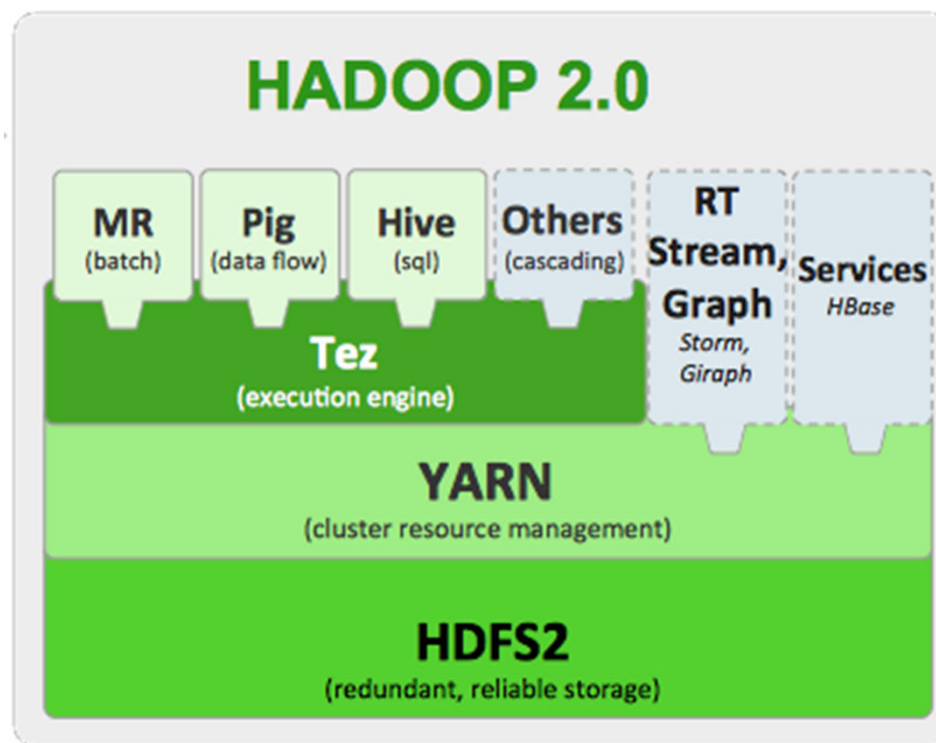 HADOOP 2.0
MR
(batch)
Pig
(data flow)
Hive
(sql)
Others
(cascading)
RT
Stream,
Graph
Storm,
Giraph
Services
HBase
Tez
(execution engine)
YARN
(cluster resource management)
HDFS2
(redundant, reliable storage)